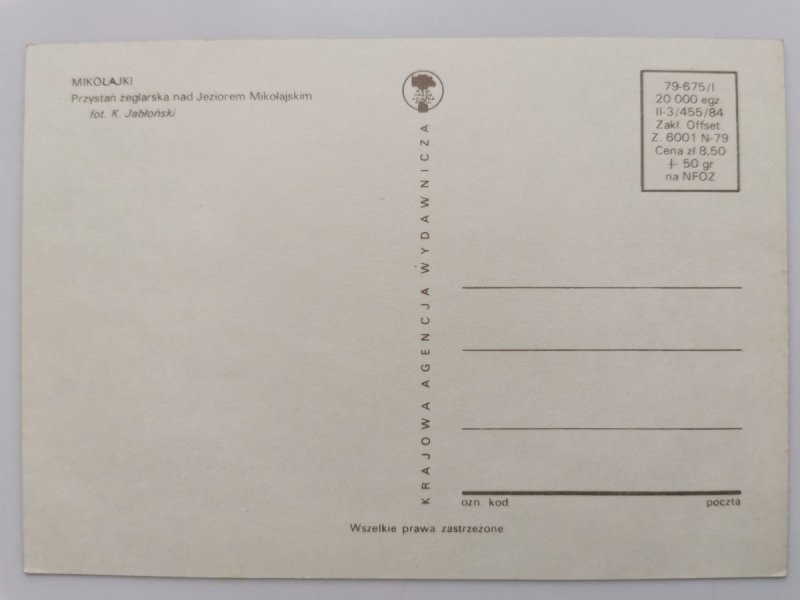 MIKOŁAJKI
Przystań żeglarska nad Jeziorem Mikołajskim
fot. K. Jabłoński
KRAJOWA AGENCJA WYDAWNICZA
79-675/I
20 000 egz.
II-3/455/84
Zakł. Offset.
Z. 6001 N-79
Cena zł 8,50
+ 50 gr
na NFOZ
ozn. kod. poczta
Wszelkie prawa zastrzeżone